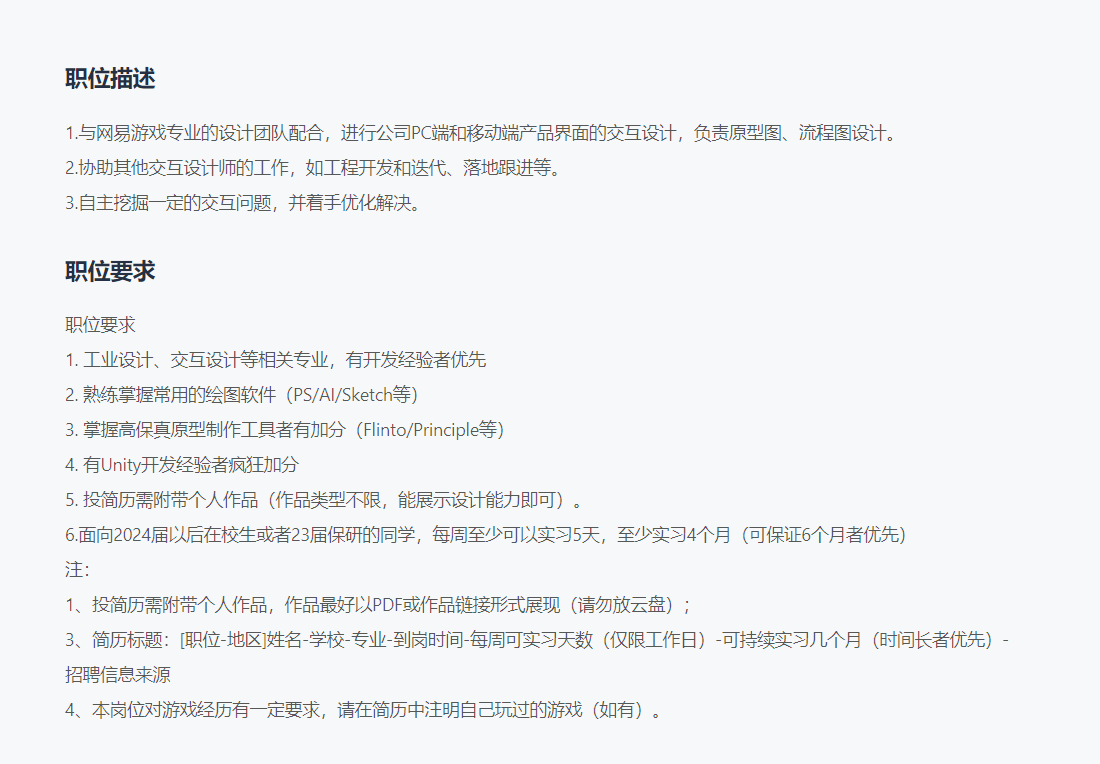 职位描述
1.与网易游戏专业的设计团队配合，进行公司PC端和移动端产品界面的交互设计，负责原型图、流程图设计。
2.协助其他交互设计师的工作，如工程开发和迭代、落地跟进等。
3.自主挖掘一定的交互问题，并着手优化解决。
职位要求
职位要求
1. 工业设计、交互设计等相关专业，有开发经验者优先
2. 熟练掌握常用的绘图软件（PS/AI/Sketch等）
3. 掌握高保真原型制作工具者有加分（Flinto/Principle等）
4. 有Unity开发经验者疯狂加分
5. 投简历需附带个人作品（作品类型不限，能展示设计能力即可）。
6.面向2024届以后在校生或者23届保研的同学，每周至少可以实习5天，至少实习4个月（可保证6个月者优先）
注：
1、投简历需附带个人作品，作品最好以PDF或作品链接形式展现（请勿放云盘）；
3、简历标题：[职位-地区]姓名-学校-专业-到岗时间-每周可实习天数（仅限工作日）-可持续实习几个月（时间长者优先）-
招聘信息来源
4、本岗位对游戏经历有一定要求，请在简历中注明自己玩过的游戏（如有）。